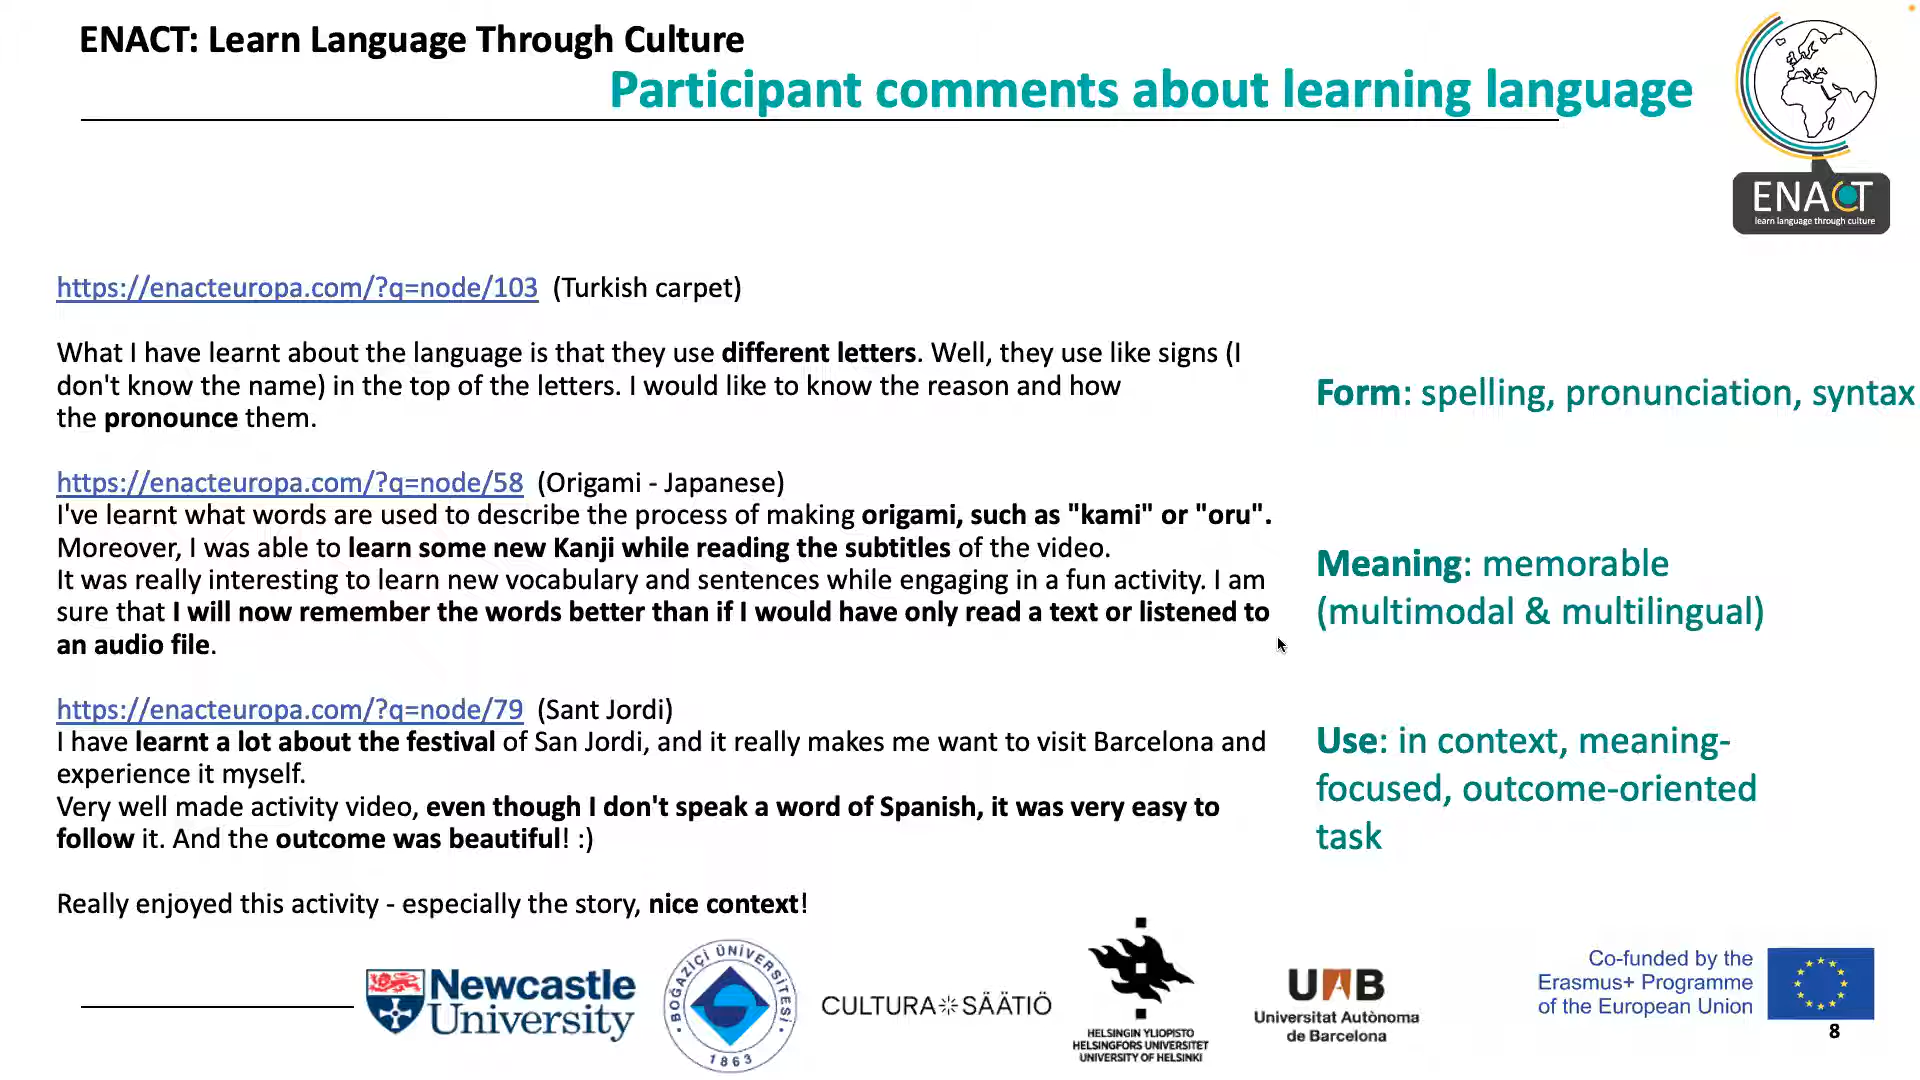 ENACT: Learn Language Through Culture
Participant comments about learning language
ENACT
learn language through culture
https://enacteuropa.com/?q=node/103 (Turkish carpet)
What I have learnt about the language is that they use different letters. Well, they use like signs (I
don't know the name) in the top of the letters. I would like to know the reason and how
the pronounce them.
Form: spelling, pronunciation, syntax
https://enacteuropa.com/?q=node/58 (Origami - Japanese)
I've learnt what words are used to describe the process of making origami, such as "kami" or "oru".
Moreover, I was able to learn some new Kanji while reading the subtitles of the video.
It was really interesting to learn new vocabulary and sentences while engaging in a fun activity. I am
sure that I will now remember the words better than if I would have only read a text or listened to
an audio file.
Meaning: memorable
(multimodal & multilingual)
https://enacteuropa.com/?q=node/79 (Sant Jordi)
I have learnt a lot about the festival of San Jordi, and it really makes me want to visit Barcelona and
experience it myself.
Very well made activity video, even though I don't speak a word of Spanish, it was very easy to
follow it. And the outcome was beautiful! :)
Use: in context, meaning-
focused, outcome-oriented
task
Really enjoyed this activity - especially the story, nice context!
Newcastle
University
BOĞAZİÇİ ÜNİVERSİTESİ
1863
CULTURA SÄÄTIÖ
HELSINGIN YLIOPISTO
HELSINGFORS UNIVERSITET
UNIVERSITY OF HELSINKI
UAB
Universitat Autònoma
de Barcelona
Co-funded by the
Erasmus+ Programme
of the European Union
8